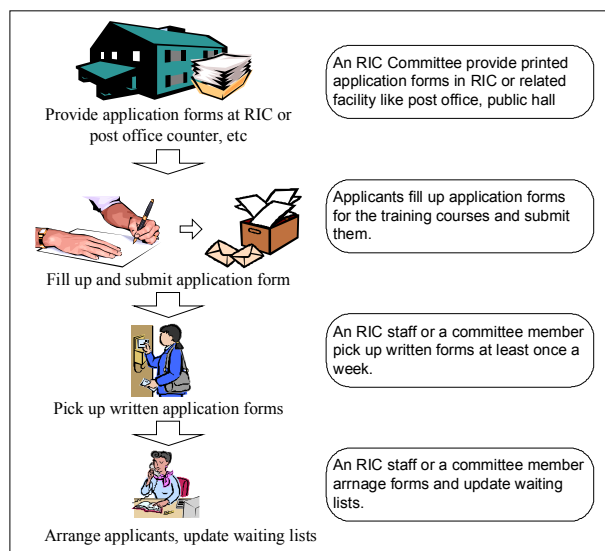 An RIC Committee provide printed
application forms in RIC or related
facility like post office, public hall
Provide application forms at RIC or
post office counter, etc
Applicants fill up application forms
for the training courses and submit
them.
Fill up and submit application form
An RIC staff or a committee member
pick up written forms at least once a
week.
Pick up written application forms
An RIC staff or a committee member
arrnage forms and update waiting
lists.
Arrange applicants, update waiting lists